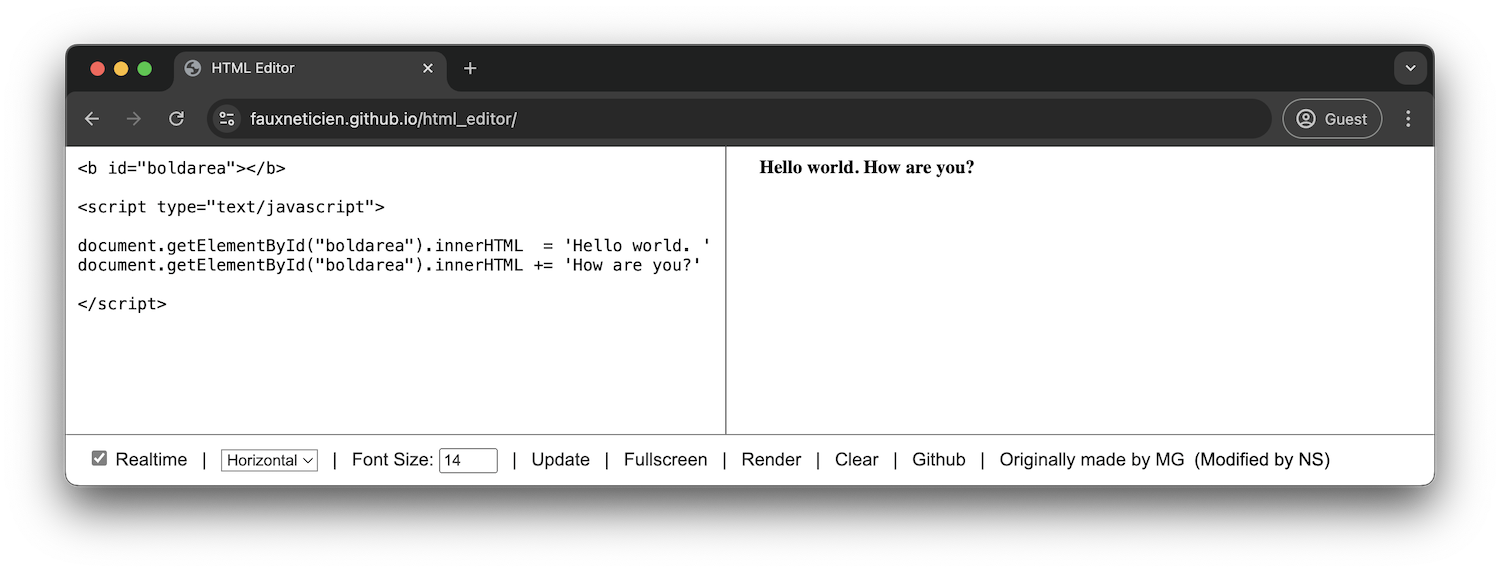 HTML Editor
fauxneticien.github.io/html_editor/
Guest
<b id="boldarea"></b>
<script type="text/javascript">
document.getElementById("boldarea").innerHTML  = 'Hello world. '
document.getElementById("boldarea").innerHTML += 'How are you?'
</script>
Hello world. How are you?
Realtime | Horizontal | Font Size: 14 | Update | Fullscreen | Render | Clear | Github | Originally made by MG (Modified by NS)